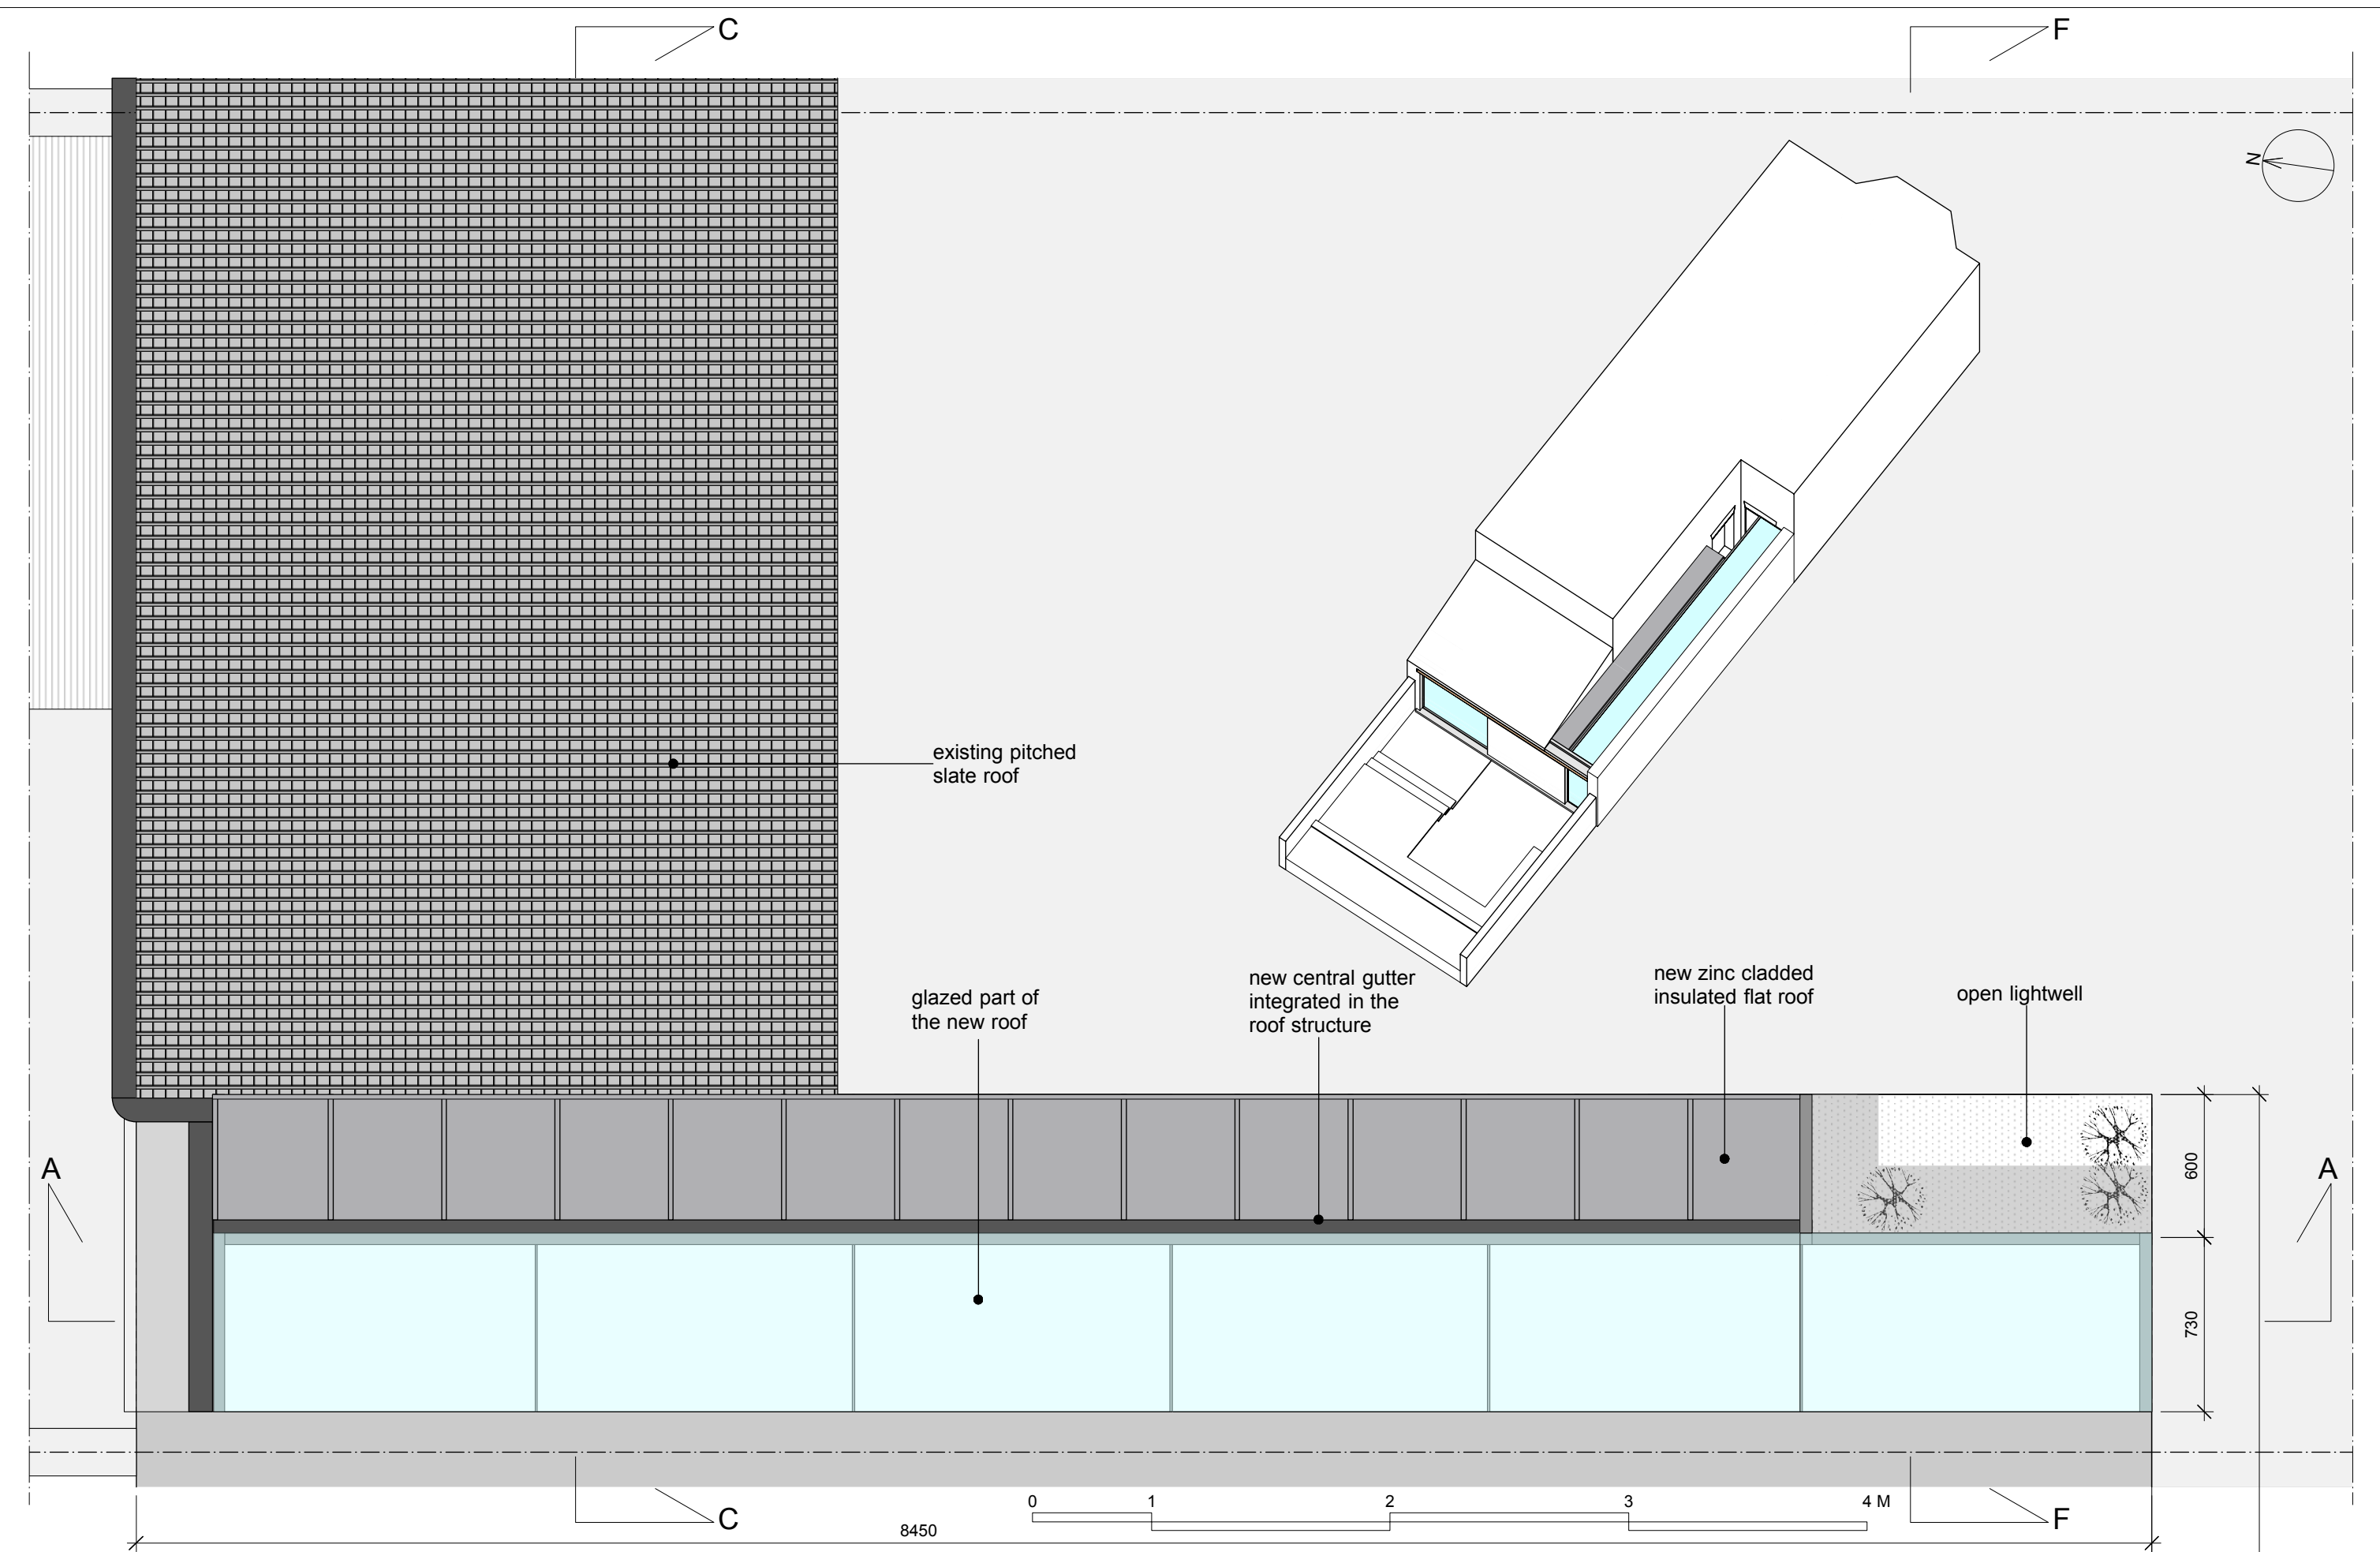 C
F
N
existing pitched
slate roof
glazed part of
the new roof
new central gutter
integrated in the
roof structure
new zinc cladded
insulated flat roof
open lightwell
A
A
600
730
0 1 2 3 4 M
C
F
8450